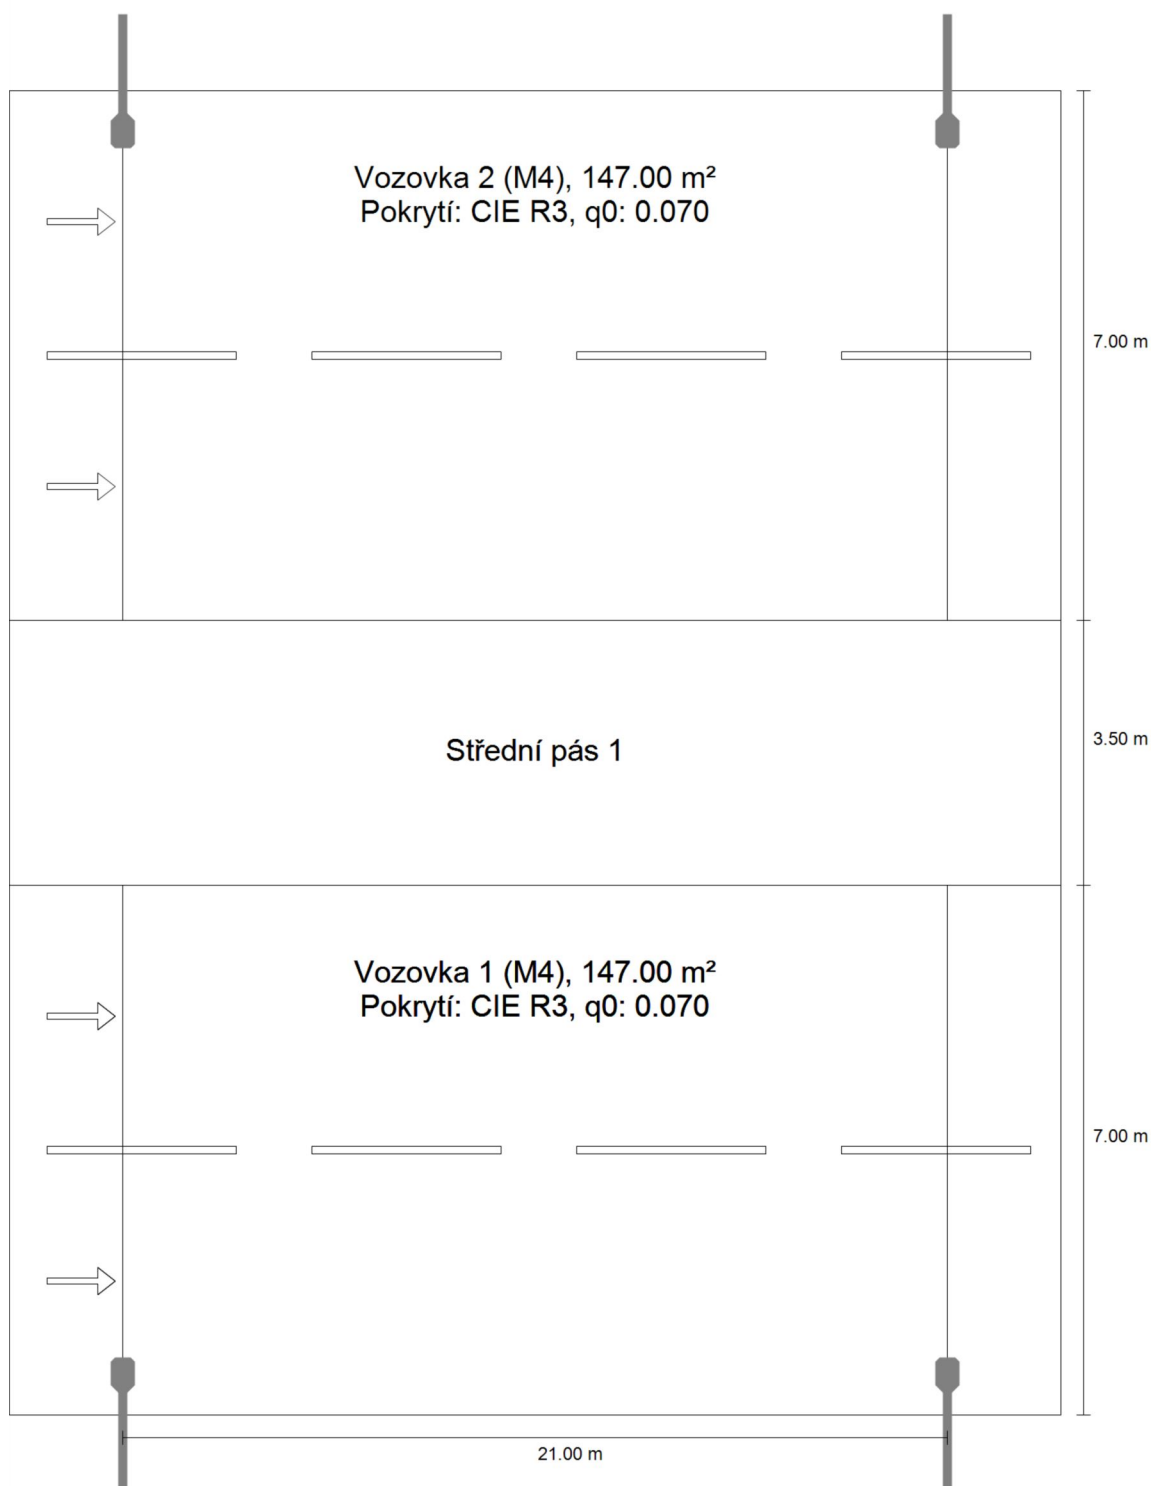 Vozovka 2 (M4), 147.00 m²
Pokrytí: CIE R3, q0: 0.070
7.00 m
3.50 m
Střední pás 1
Vozovka 1 (M4), 147.00 m²
Pokrytí: CIE R3, q0: 0.070
7.00 m
21.00 m